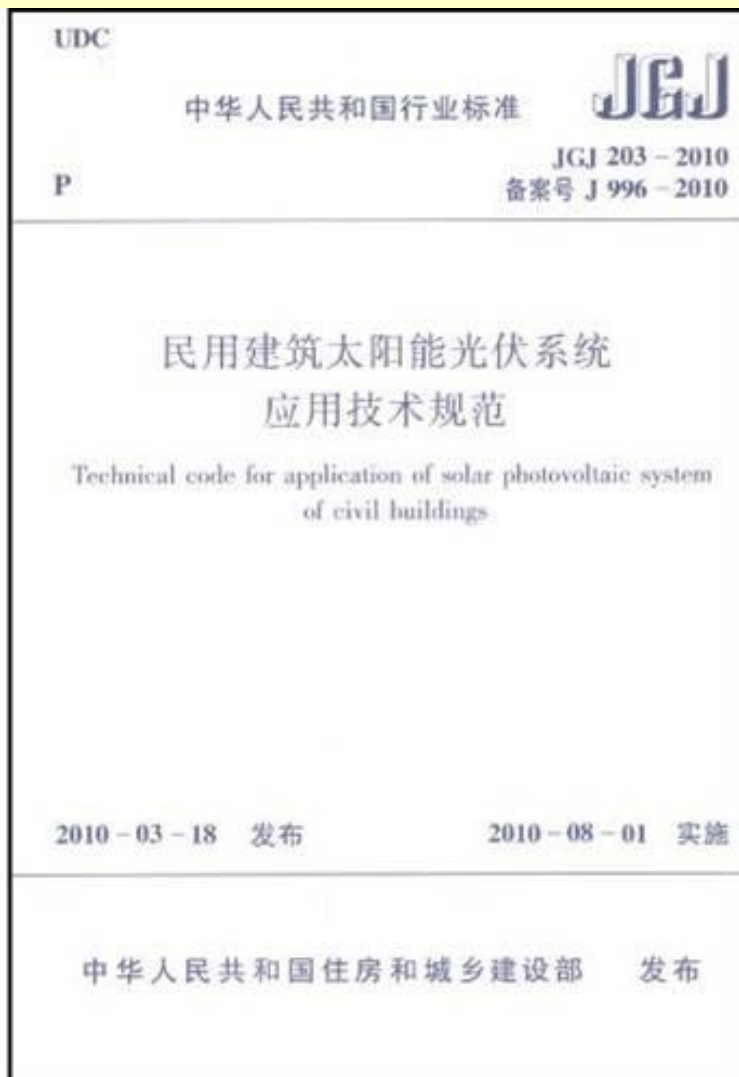 UDC
中华人民共和国行业标准
JGJ
JGJ 203－2010
P
备案号 J 996－2010
民用建筑太阳能光伏系统
应用技术规范
Technical code for application of solar photovoltaic system
of civil buildings
2010－03－18 发布
2010－08－01 实施
中华人民共和国住房和城乡建设部 发布